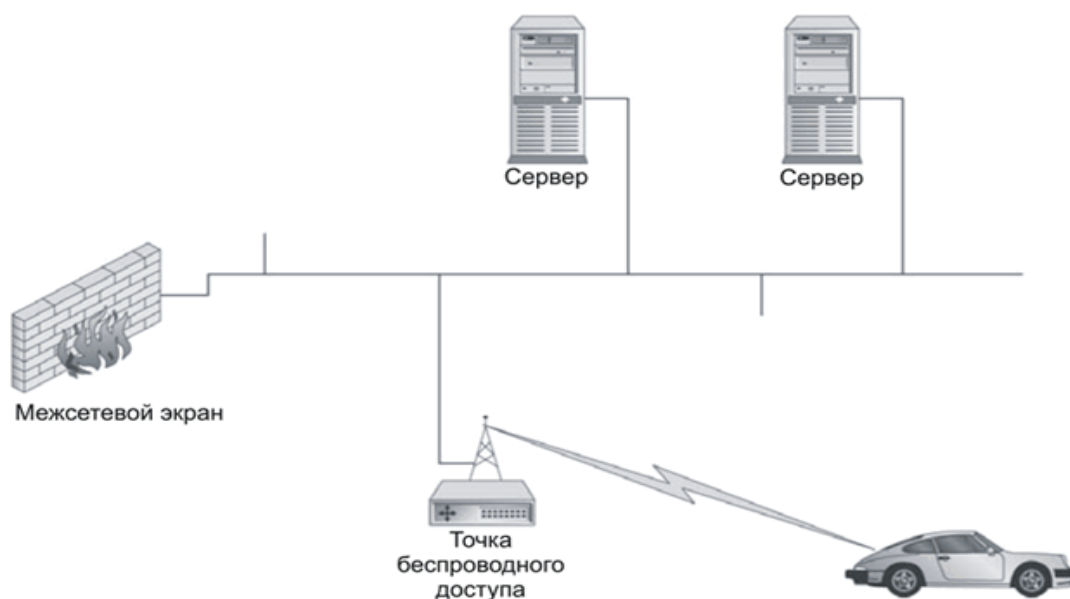 Сервер
Сервер
Межсетевой экран
Точка
беспроводного
доступа